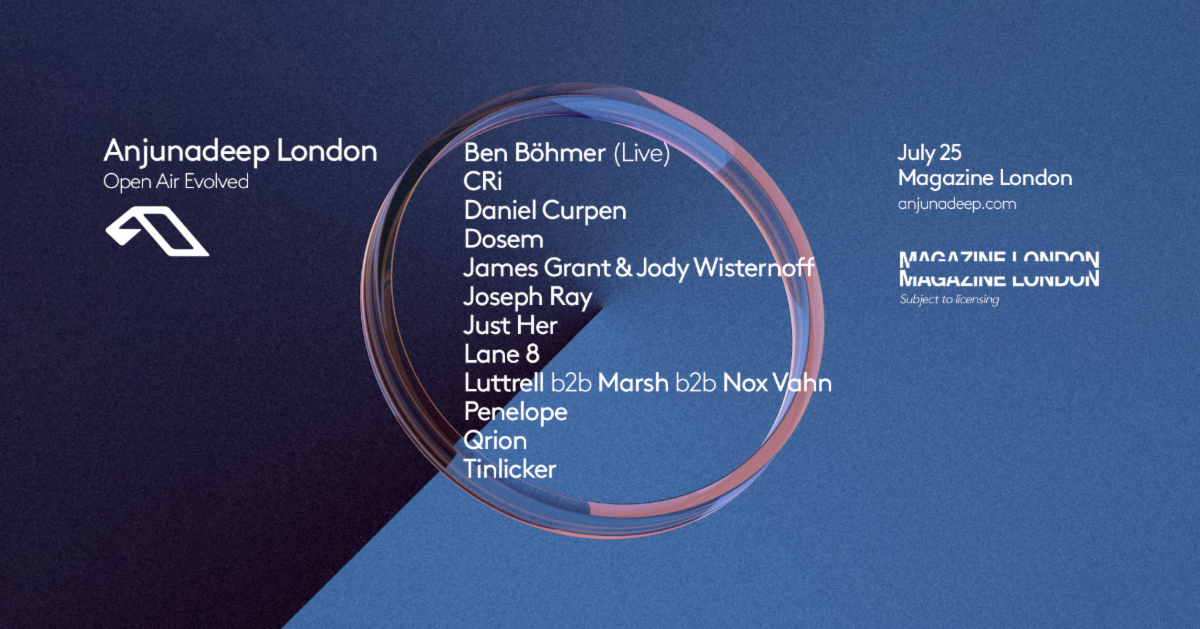 Anjunadeep London
Open Air Evolved
Ben Böhmer (Live)
CRi
Daniel Curpen
Dosem
James Grant & Jody Wisternoff
Joseph Ray
Just Her
Lane 8
Luttrell b2b Marsh b2b Nox Vahn
Penelope
Qrion
Tinlicker
July 25
Magazine London
anjunadeep.com
MAGAZINE LONDON
MAGAZINE LONDON
Subject to licensing